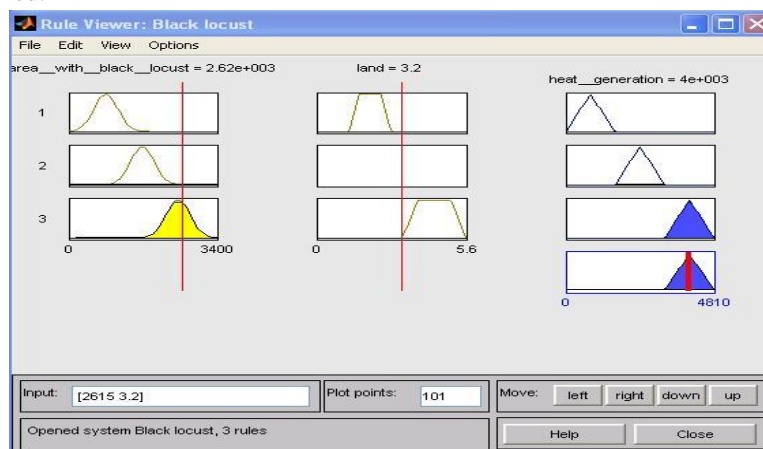 Rule Viewer: Black locust
File Edit View Options
area__with__black__locust = 2.62e+003
land = 3.2
heat__generation = 4e+003
1
2
3
0 3400
0 5.6
0 4810
Input: [2615 3.2]
Plot points: 101
Move: left right down up
Opened system Black locust, 3 rules
Help Close